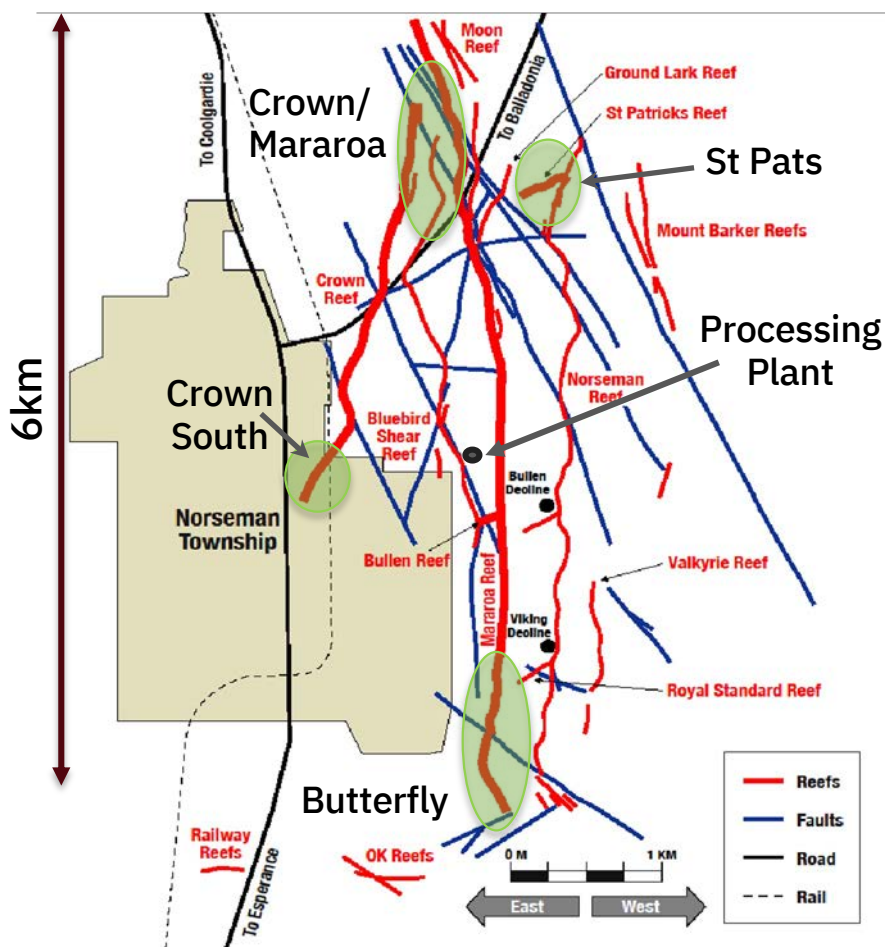 Moon
Reef
To Coolgardie
Crown/
Mararoa
To Balladonia
Ground Lark Reef
St Patricks Reef
St Pats
Mount Barker Reefs
Crown
Reef
Processing
Plant
6km
Crown
South
Norseman
Reef
Bluebird
Shear
Reef
Bullen
Decline
Norseman
Township
Bullen Reef
Mararoa Reef
Valkyrie Reef
Viking
Decline
Royal Standard Reef
Butterfly
Railway
Reefs
OK Reefs
To Esperance
0 M
1 KM
East
West
Reefs
Faults
Road
Rail